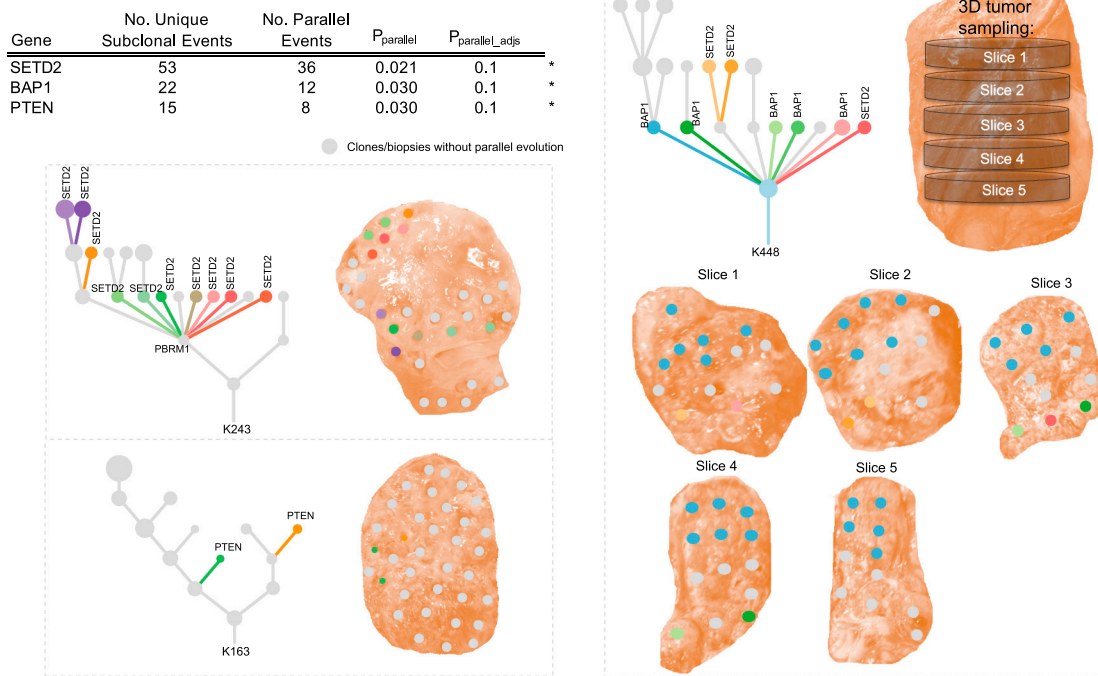 No. Unique No. Parallel
Gene Subclonal Events Events Pparallel Pparallel_adjs
SETD2 53 36 0.021 0.1 *
BAP1 22 12 0.030 0.1 *
PTEN 15 8 0.030 0.1 *
Clones/biopsies without parallel evolution
SETD2
SETD2
SETD2
SETD2
SETD2
SETD2
SETD2
SETD2
SETD2
SETD2
PBRM1
K243
PTEN
PTEN
K163
SETD2
SETD2
BAP1
BAP1
BAP1
BAP1
BAP1
SETD2
K448
3D tumor
sampling:
Slice 1
Slice 2
Slice 3
Slice 4
Slice 5
Slice 1
Slice 2
Slice 3
Slice 4
Slice 5